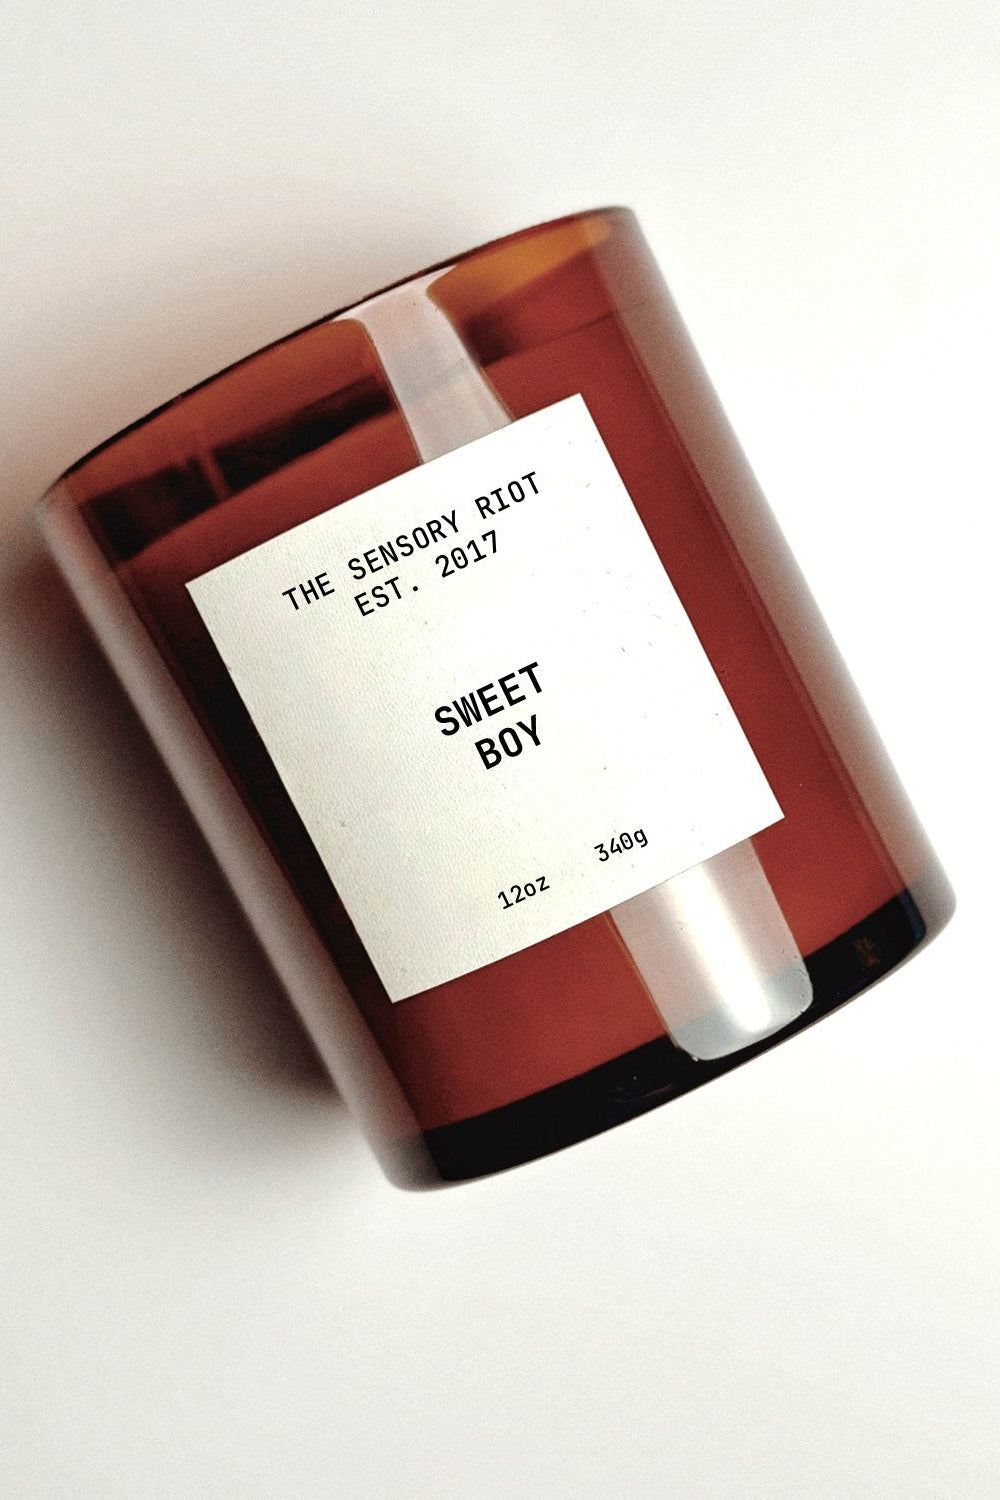 THE SENSORY RIOT
EST. 2017
SWEET
BOY
12oz 340g